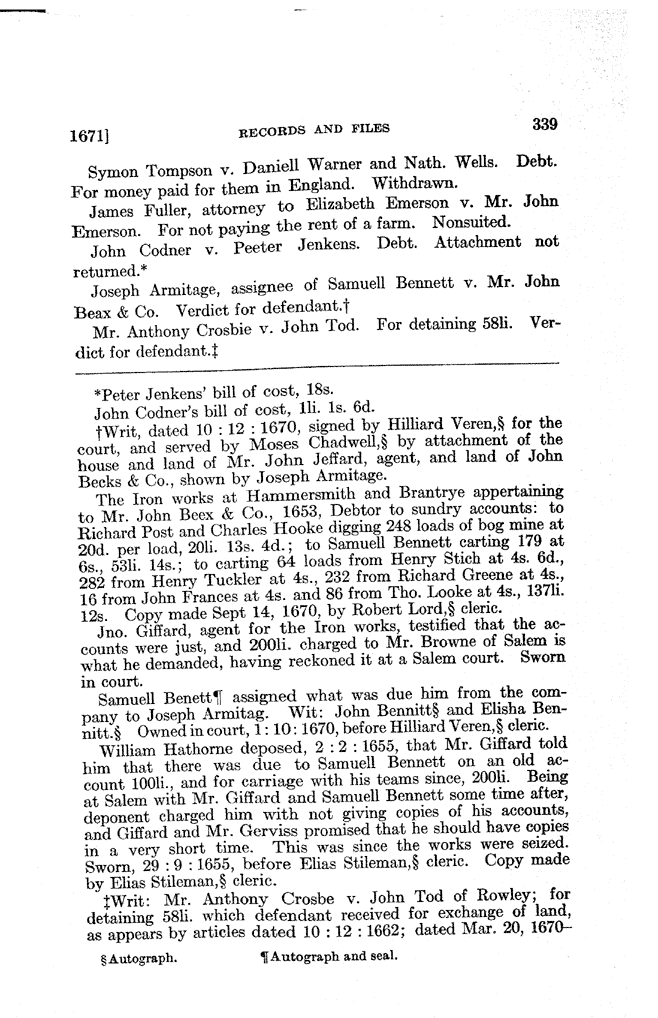 1671] RECORDS AND FILES 339
Symon Tompson v. Daniell Warner and Nath. Wells. Debt.
For money paid for them in England. Withdrawn.
James Fuller, attorney to Elizabeth Emerson v. Mr. John
Emerson. For not paying the rent of a farm. Nonsuited.
John Codner v. Peeter Jenkens. Debt. Attachment not
returned.*
Joseph Armitage, assignee of Samuell Bennett v. Mr. John
Beax & Co. Verdict for defendant.†
Mr. Anthony Crosbie v. John Tod. For detaining 58li. Ver-
dict for defendant.‡
*Peter Jenkens' bill of cost, 18s.
John Codner's bill of cost, 1li. 1s. 6d.
†Writ, dated 10 : 12 : 1670, signed by Hilliard Veren,§ for the
court, and served by Moses Chadwell,§ by attachment of the
house and land of Mr. John Jeffard, agent, and land of John
Becks & Co., shown by Joseph Armitage.
The Iron works at Hammersmith and Brantrye appertaining
to Mr. John Beex & Co., 1653, Debtor to sundry accounts: to
Richard Post and Charles Hooke digging 248 loads of bog mine at
20d. per load, 20li. 13s. 4d.; to Samuell Bennett carting 179 at
6s., 53li. 14s.; to carting 64 loads from Henry Stich at 4s. 6d.,
282 from Henry Tuckler at 4s., 232 from Richard Greene at 4s.,
16 from John Frances at 4s. and 86 from Tho. Looke at 4s., 137li.
12s. Copy made Sept 14, 1670, by Robert Lord,§ cleric.
Jno. Giffard, agent for the Iron works, testified that the ac-
counts were just, and 200li. charged to Mr. Browne of Salem is
what he demanded, having reckoned it at a Salem court. Sworn
in court.
Samuell Benett¶ assigned what was due him from the com-
pany to Joseph Armitag. Wit: John Bennitt§ and Elisha Ben-
nitt.§ Owned in court, 1: 10: 1670, before Hilliard Veren,§ cleric.
William Hathorne deposed, 2 : 2 : 1655, that Mr. Giffard told
him that there was due to Samuell Bennett on an old ac-
count 100li., and for carriage with his teams since, 200li. Being
at Salem with Mr. Giffard and Samuell Bennett some time after,
deponent charged him with not giving copies of his accounts,
and Giffard and Mr. Gerviss promised that he should have copies
in a very short time. This was since the works were seized.
Sworn, 29 : 9 : 1655, before Elias Stileman,§ cleric. Copy made
by Elias Stileman,§ cleric.
‡Writ: Mr. Anthony Crosbe v. John Tod of Rowley; for
detaining 58li. which defendant received for exchange of land,
as appears by articles dated 10 : 12 : 1662; dated Mar. 20, 1670–
§Autograph. ¶Autograph and seal.